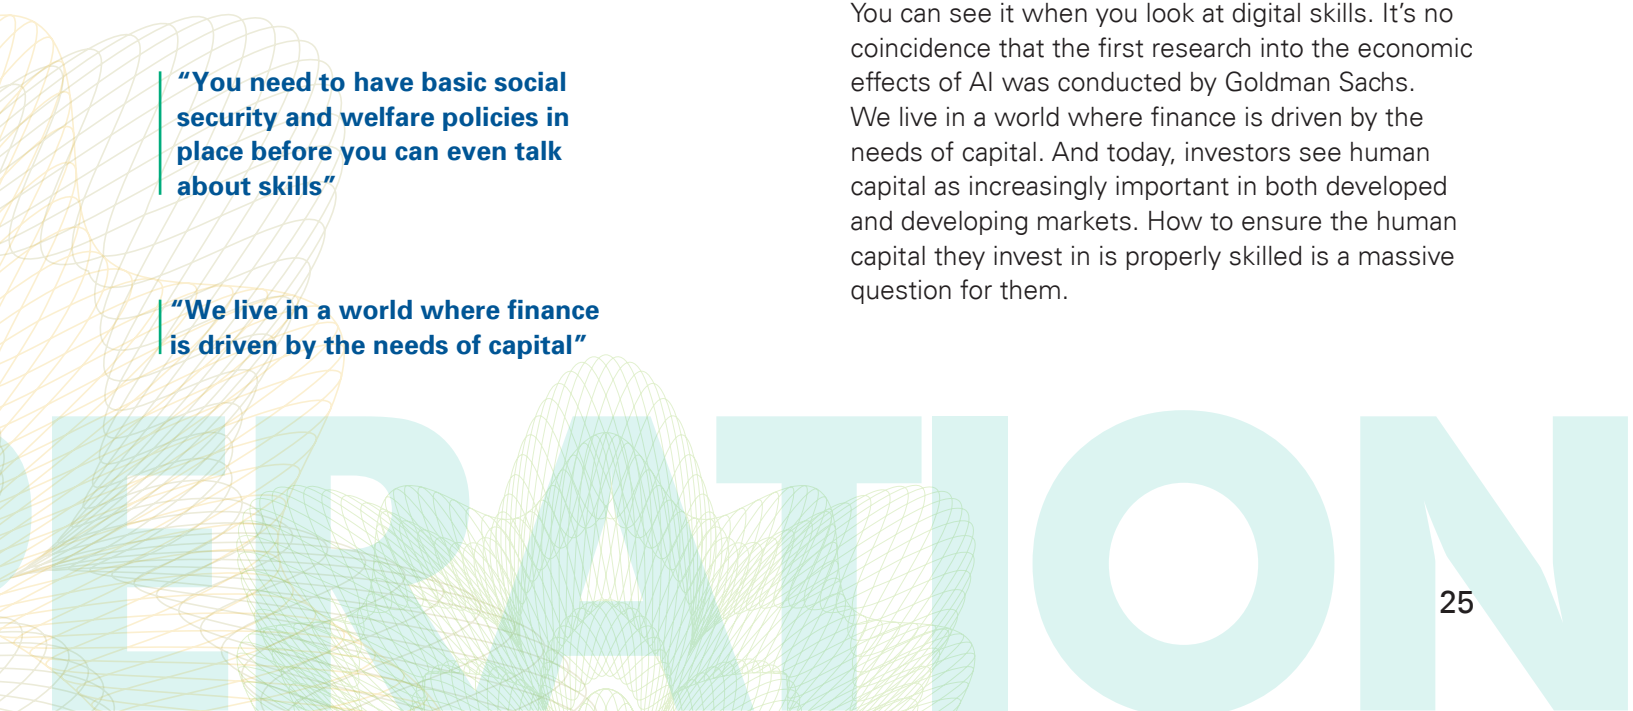 “You need to have basic social
security and welfare policies in
place before you can even talk
about skills”
“We live in a world where finance
is driven by the needs of capital”
You can see it when you look at digital skills. It’s no
coincidence that the first research into the economic
effects of AI was conducted by Goldman Sachs.
We live in a world where finance is driven by the
needs of capital. And today, investors see human
capital as increasingly important in both developed
and developing markets. How to ensure the human
capital they invest in is properly skilled is a massive
question for them.
ERATION
25